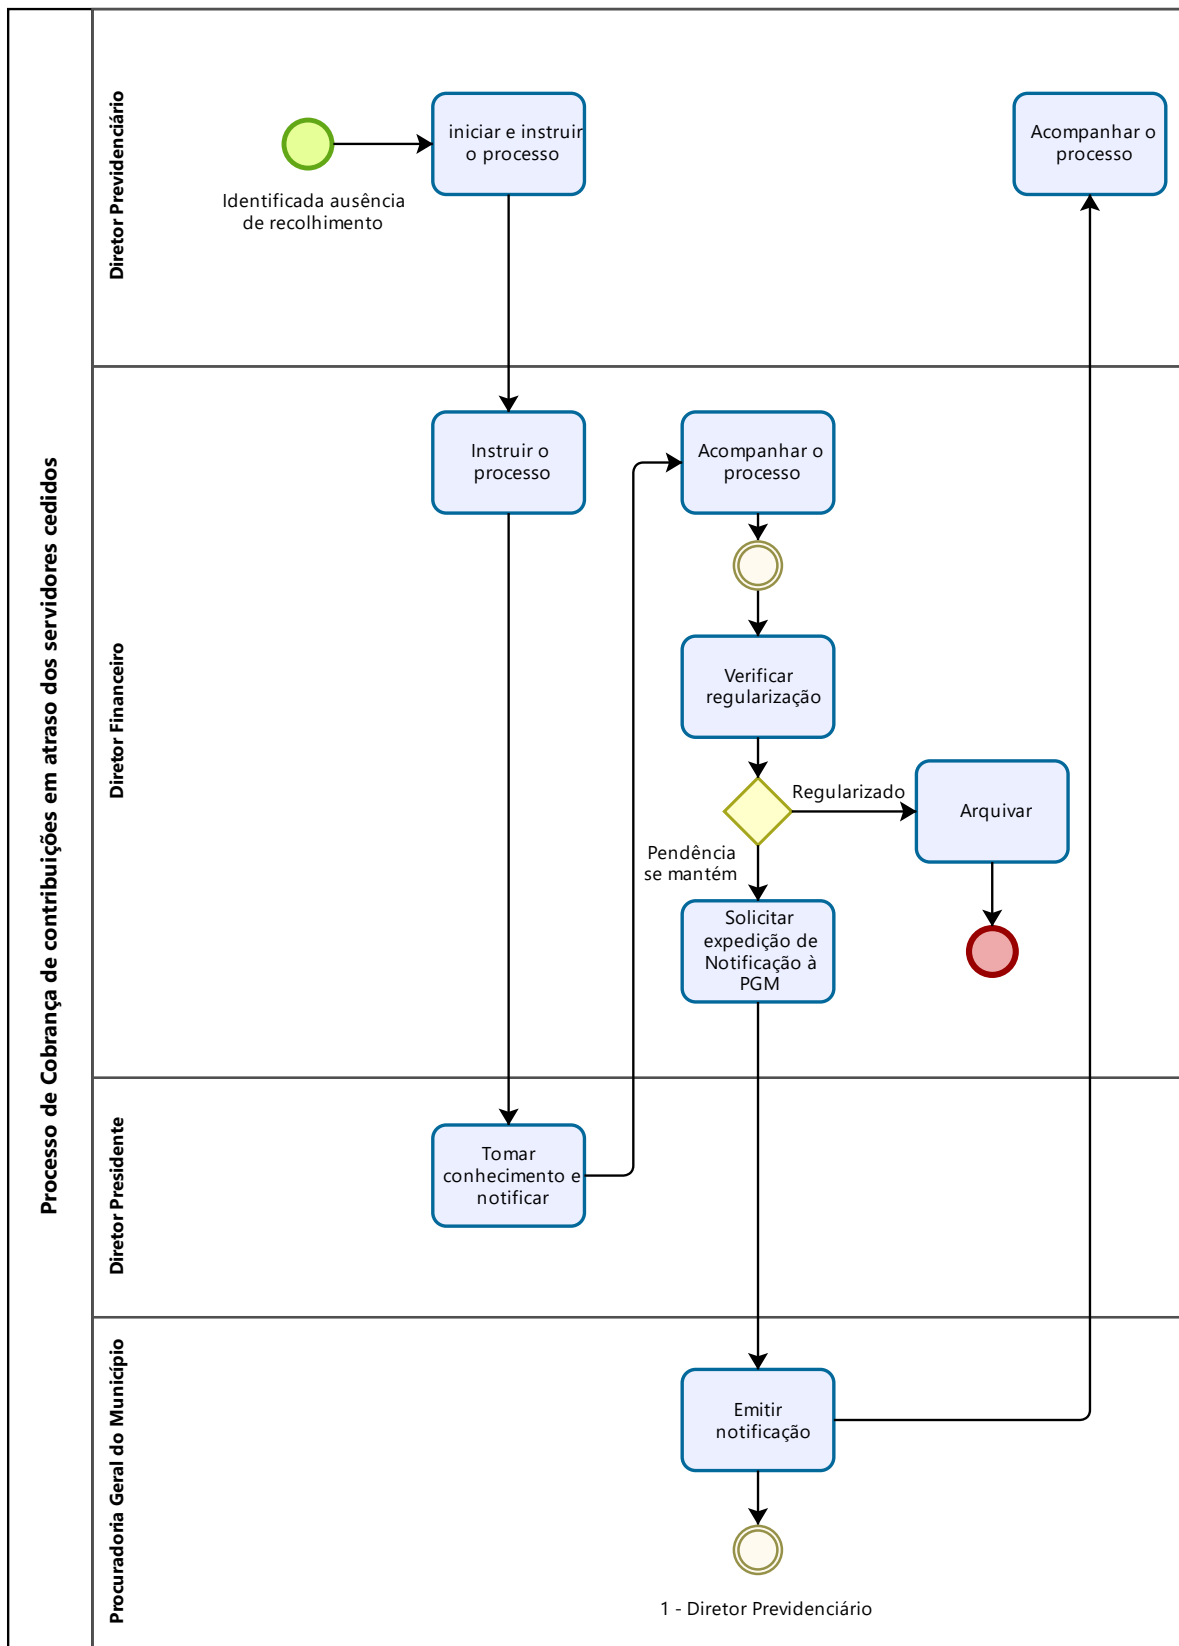 Processo de Cobrança de contribuições em atraso dos servidores cedidos
Diretor Previdenciário
Identificada ausência
de recolhimento
iniciar e instruir
o processo
Acompanhar o
processo
Diretor Financeiro
Instruir o
processo
Acompanhar o
processo
Verificar
regularização
Regularizado
Arquivar
Pendência
se mantém
Solicitar
expedição de
Notificação à
PGM
Diretor Presidente
Tomar
conhecimento e
notificar
Procuradoria Geral do Município
Emitir
notificação
1 - Diretor Previdenciário